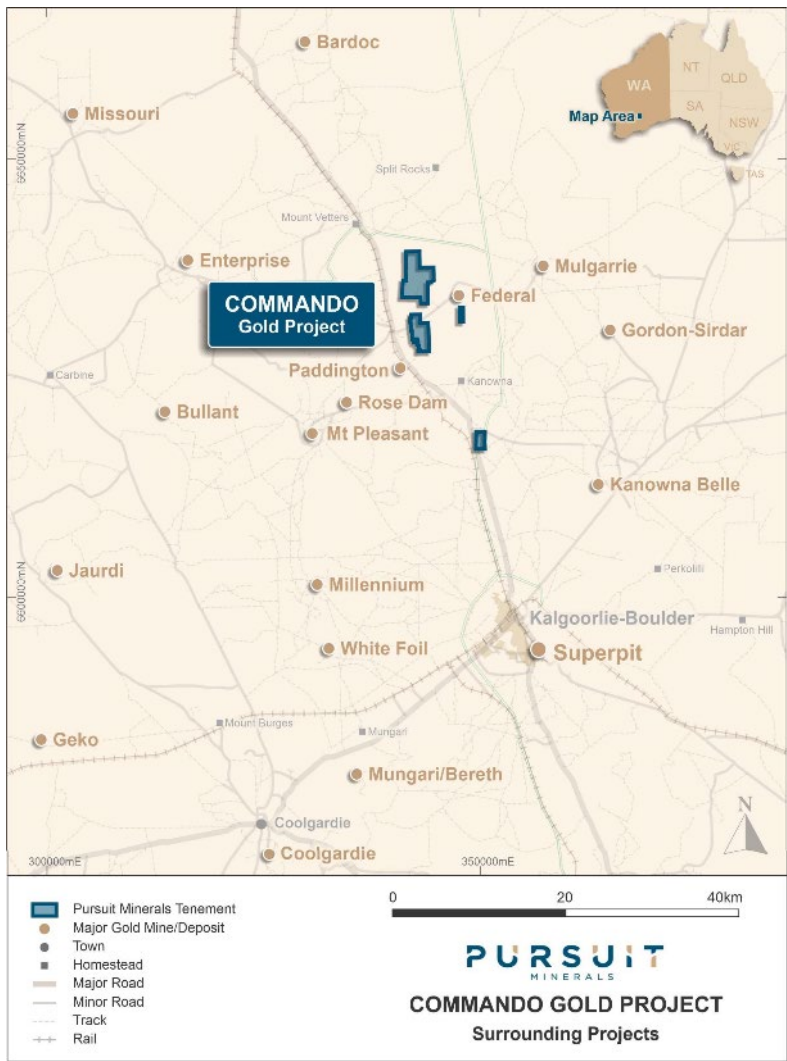 Bardoc
WA
NT
QLD
SA
NSW
VIC
TAS
Map Area
Missouri
6650000mN
Split Rocks
Mount Vetters
Enterprise
Mulgarrie
COMMANDO
Gold Project
Federal
Gordon-Sirdar
Paddington
Carbine
Kanowna
Rose Dam
Bullant
Mt Pleasant
Kanowna Belle
Jaurdi
Perkolilli
Millennium
6600000mN
Kalgoorlie-Boulder
Hampton Hill
White Foil
Superpit
Mount Burges
Mungari
Geko
Mungari/Bereth
N
Coolgardie
Coolgardie
300000mE
350000mE
Pursuit Minerals Tenement
Major Gold Mine/Deposit
Town
Homestead
Major Road
Minor Road
Track
Rail
0 20 40km
PURSUIT
MINERALS
COMMANDO GOLD PROJECT
Surrounding Projects